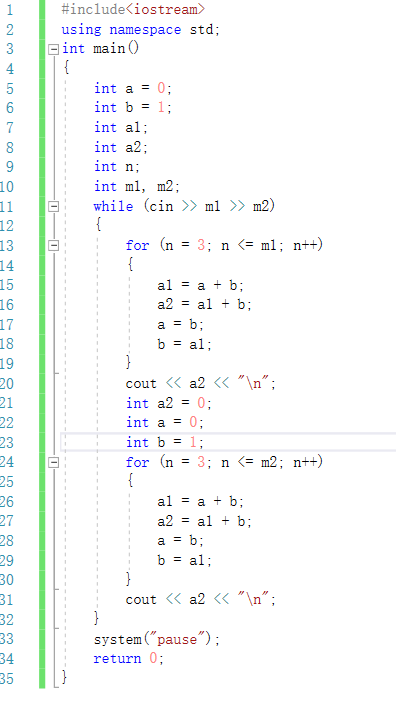 1 #include<iostream>
2 using namespace std;
3 int main()
4 {
5 int a = 0;
6 int b = 1;
7 int a1;
8 int a2;
9 int n;
10 int m1, m2;
11 while (cin >> m1 >> m2)
12 {
13 for (n = 3; n <= m1; n++)
14 {
15 a1 = a + b;
16 a2 = a1 + b;
17 a = b;
18 b = a1;
19 }
20 cout << a2 << "\n";
21 int a2 = 0;
22 int a = 0;
23 int b = 1;
24 for (n = 3; n <= m2; n++)
25 {
26 a1 = a + b;
27 a2 = a1 + b;
28 a = b;
29 b = a1;
30 }
31 cout << a2 << "\n";
32 }
33 system("pause");
34 return 0;
35 }